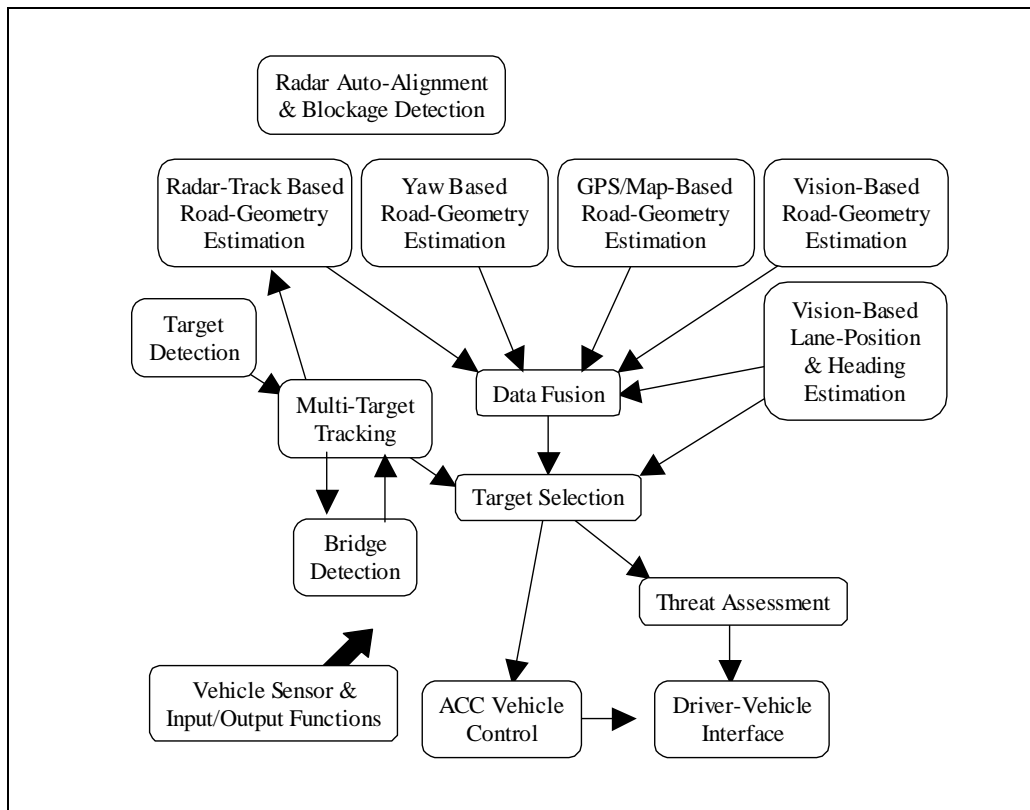 Radar Auto-Alignment
& Blockage Detection
Radar-Track Based
Road-Geometry
Estimation
Yaw Based
Road-Geometry
Estimation
GPS/Map-Based
Road-Geometry
Estimation
Vision-Based
Road-Geometry
Estimation
Target
Detection
Vision-Based
Lane-Position
& Heading
Estimation
Multi-Target
Tracking
Data Fusion
Target Selection
Bridge
Detection
Threat Assessment
Vehicle Sensor &
Input/Output Functions
ACC Vehicle
Control
Driver-Vehicle
Interface